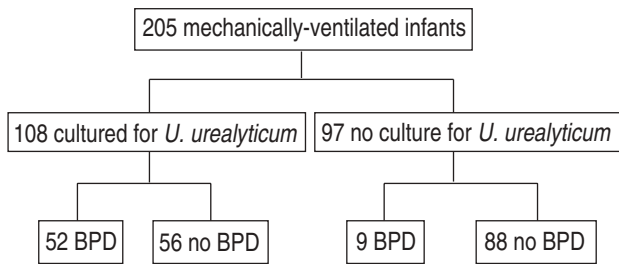 205 mechanically-ventilated infants
108 cultured for U. urealyticum
97 no culture for U. urealyticum
52 BPD
56 no BPD
9 BPD
88 no BPD